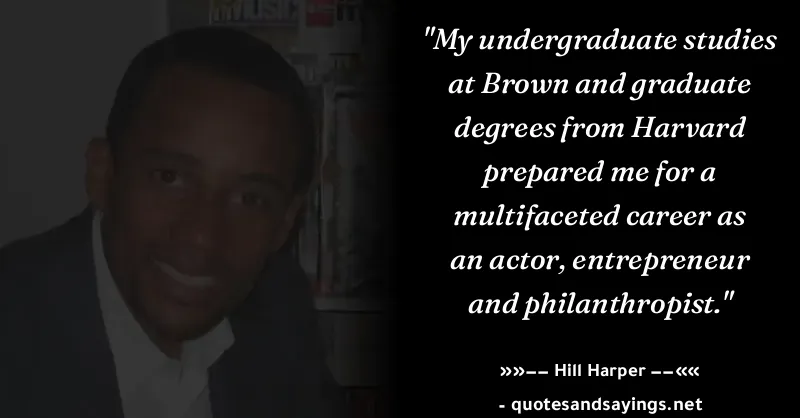 MUSIC
"My undergraduate studies
at Brown and graduate
degrees from Harvard
prepared me for a
multifaceted career as
an actor, entrepreneur
and philanthropist."
»»–– Hill Harper ––««
- quotesandsayings.net